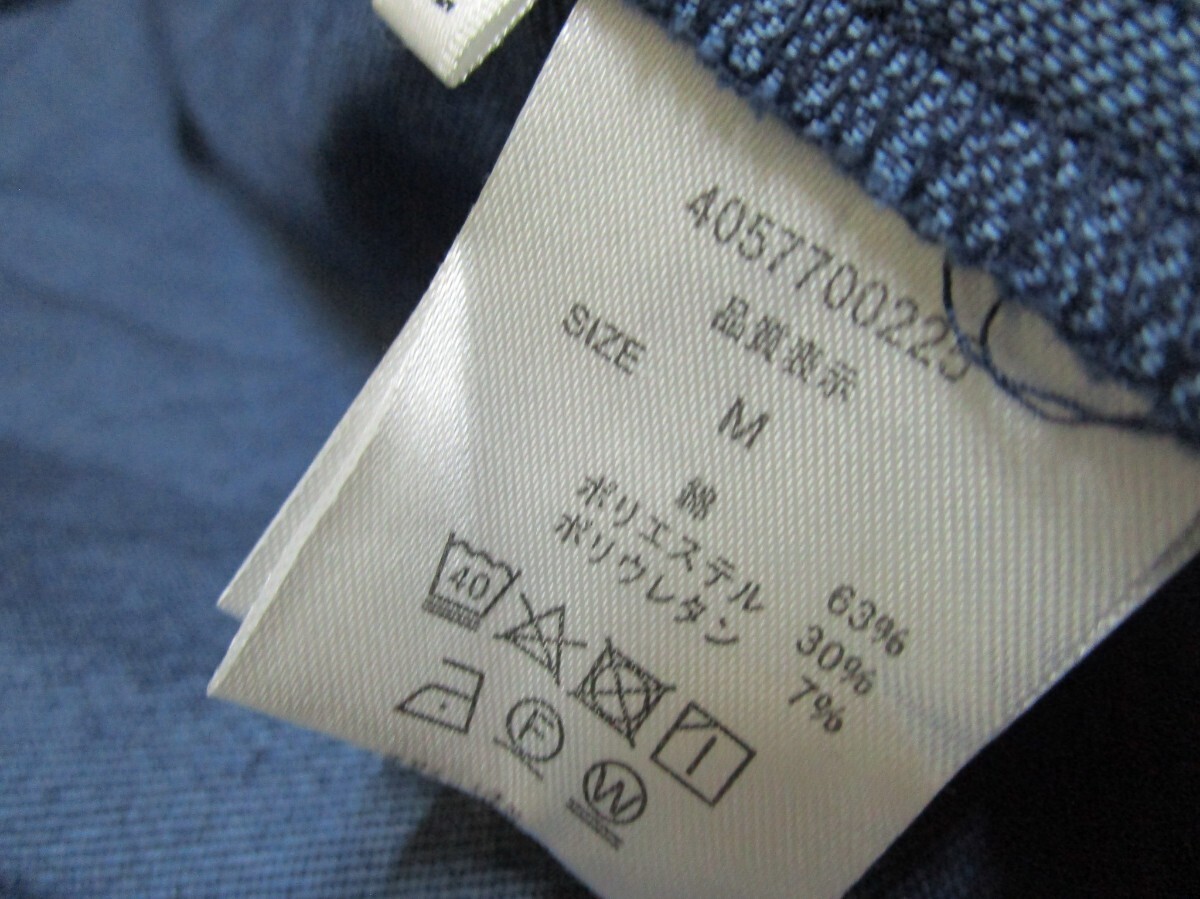 4057700225
品質表示
SIZE M
綿 63%
ポリエステル 30%
ポリウレタン 7%
40
F
W